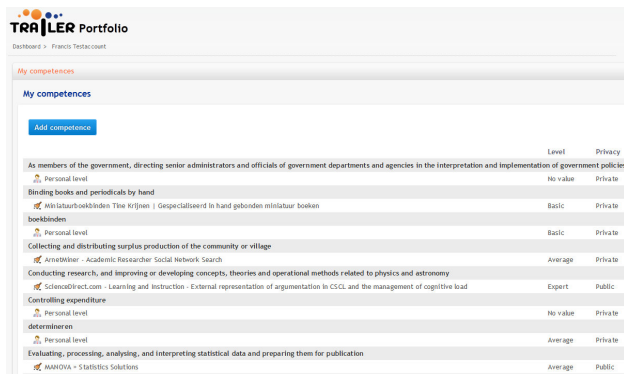 TRAILER Portfolio
Dashboard > Francis Testaccount
My competences
My competences
Add competence
Level Privacy
As members of the government, directing senior administrators and officials of government departments and agencies in the interpretation and implementation of government policies
Personal level No value Private
Binding books and periodicals by hand
Miniatuurboekbinden Tine Krijnen | Gespecialiseerd in hand gebonden miniatuur boeken Basic Private
boekbinden
Personal level Basic Private
Collecting and distributing surplus production of the community or village
ArnetMiner - Academic Researcher Social Network Search Average Private
Conducting research, and improving or developing concepts, theories and operational methods related to physics and astronomy
ScienceDirect.com - Learning and Instruction - External representation of argumentation in CSCL and the management of cognitive load Expert Public
Controlling expenditure
Personal level No value Private
determineren
Personal level Average Private
Evaluating, processing, analysing, and interpreting statistical data and preparing them for publication
MANOVA « Statistics Solutions Average Public